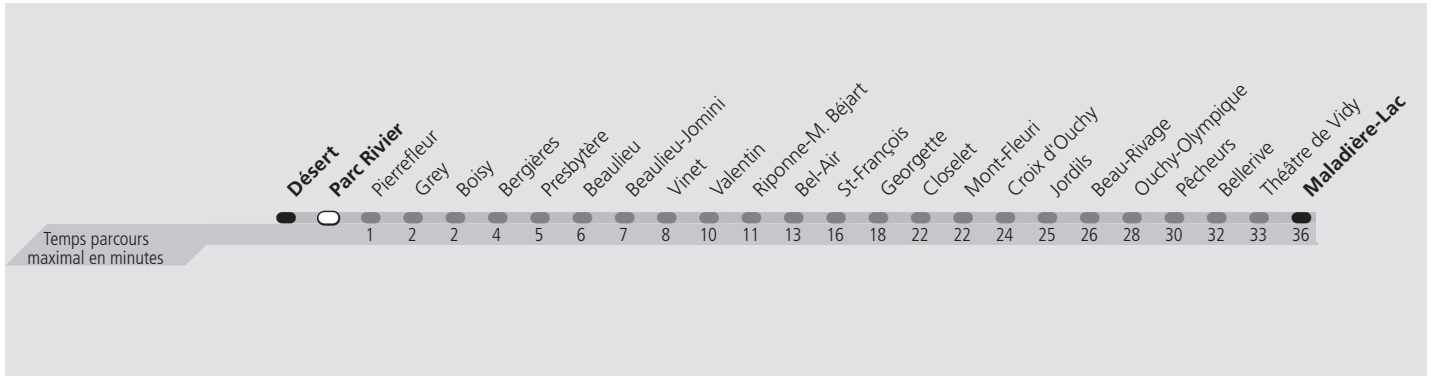 Désert
Parc Rivier
Pierrefleur
Grey
Boisy
Bergières
Presbytère
Beaulieu
Beaulieu-Jomini
Vinet
Valentin
Riponne-M. Béjart
Bel-Air
St-François
Georgette
Closelet
Mont-Fleuri
Croix d'Ouchy
Jordils
Beau-Rivage
Ouchy-Olympique
Pêcheurs
Bellerive
Théâtre de Vidy
Maladière-Lac
Temps parcours
maximal en minutes
1 2 2 4 5 6 7 8 10 11 13 16 18 22 22 24 25 26 28 30 32 33 36